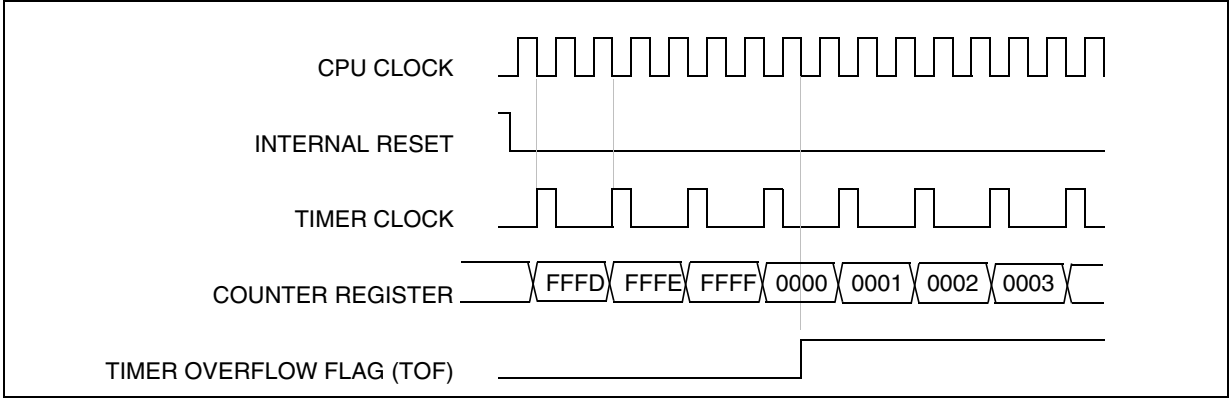 CPU CLOCK
INTERNAL RESET
TIMER CLOCK
COUNTER REGISTER FFFD FFFE FFFF 0000 0001 0002 0003
TIMER OVERFLOW FLAG (TOF)